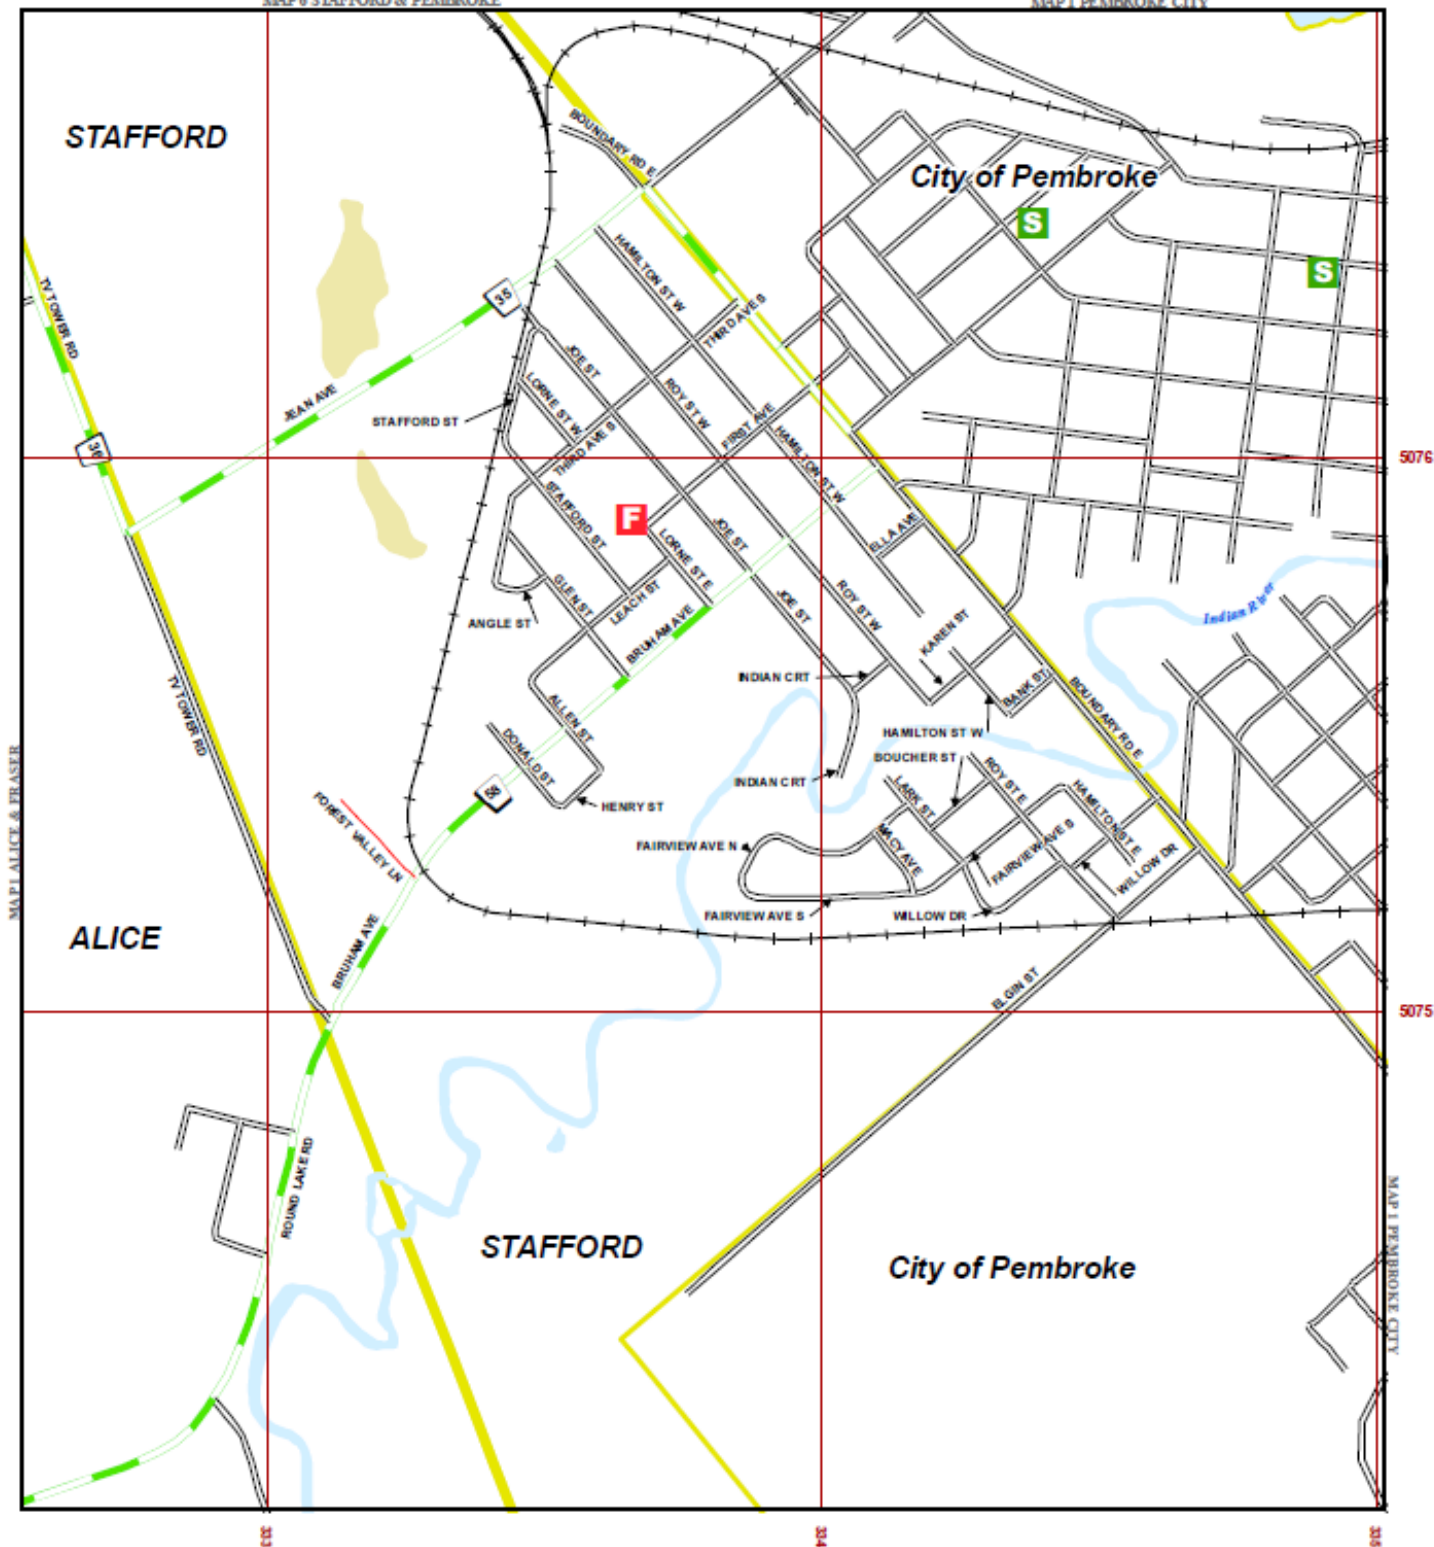 MAP 6 STAFFORD & PEMBROKE
MAP 1 PEMBROKE CITY
STAFFORD
BOUNDARY RD E
City of Pembroke
S
S
HAMILTON ST W
TV TOWER RD
35
THIRD AVE S
JOE ST
JEAN AVE
LORNE ST W
ROY ST W
STAFFORD ST
FIRST AVE
THIRD AVE S
HAMILTON ST W
5076
STAFFORD ST
F
JOE ST
ELLA AVE
LORNE ST E
GLEN ST
LEACH ST
JOE ST
ROY ST W
Indian River
ANGLE ST
BRUHAM AVE
KAREN ST
INDIAN CRT
BANK ST
BOUNDARY RD E
TV TOWER RD
ALLEN ST
DONALD ST
HAMILTON ST W
BOUCHER ST
MAP 1 ALICE & FRASER
INDIAN CRT
ROY ST E
LARK ST
HENRY ST
HAMILTON ST E
FOREST VALLEY LN
FAIRVIEW AVE N
MACY AVE
FAIRVIEW AVE S
WILLOW DR
FAIRVIEW AVE S
WILLOW DR
ALICE
BRUHAM AVE
ELGIN ST
5075
ROUND LAKE RD
MAP 1 PEMBROKE CITY
STAFFORD
City of Pembroke
333
334
335